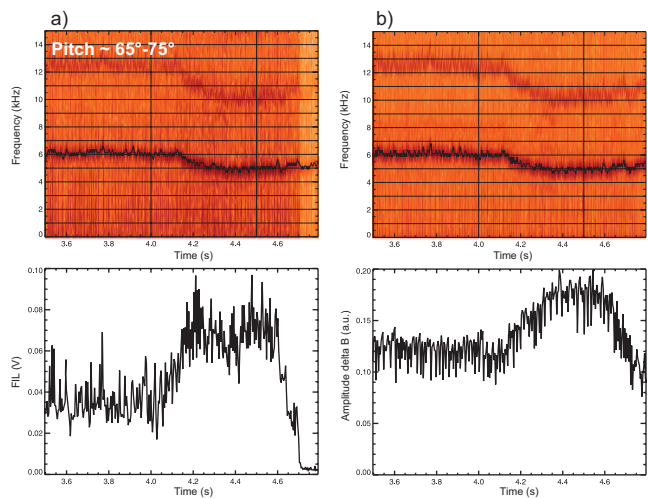 a)
b)
Pitch ~ 65°-75°
15
14
12
10
8
6
4
2
0
Frequency (kHz)
3.6 3.8 4.0 4.2 4.4 4.6
Time (s)
14
12
10
8
6
4
2
0
Frequency (kHz)
3.6 3.8 4.0 4.2 4.4 4.6
Time (s)
0.10
0.08
0.06
0.04
0.02
0.00
FIL (V)
3.6 3.8 4.0 4.2 4.4 4.6
Time (s)
0.20
0.15
0.10
0.05
0.00
Amplitude delta B (a.u.)
3.6 3.8 4.0 4.2 4.4 4.6
Time (s)